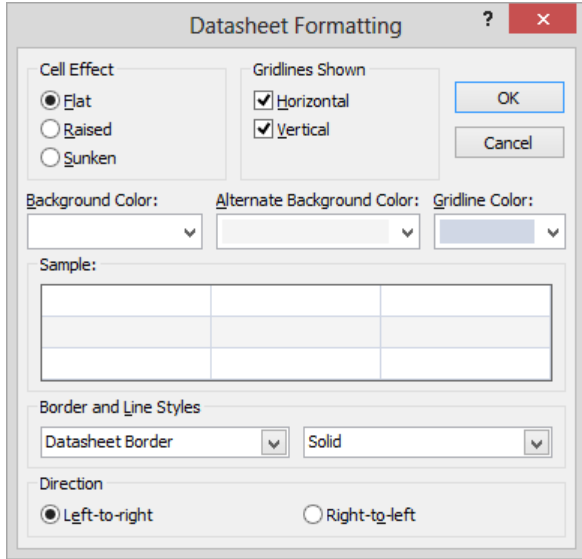 Datasheet Formatting ?
Cell Effect
Flat
Raised
Sunken
Gridlines Shown
Horizontal
Vertical
OK
Cancel
Background Color: Alternate Background Color: Gridline Color:
Sample:
Border and Line Styles
Datasheet Border Solid
Direction
Left-to-right Right-to-left